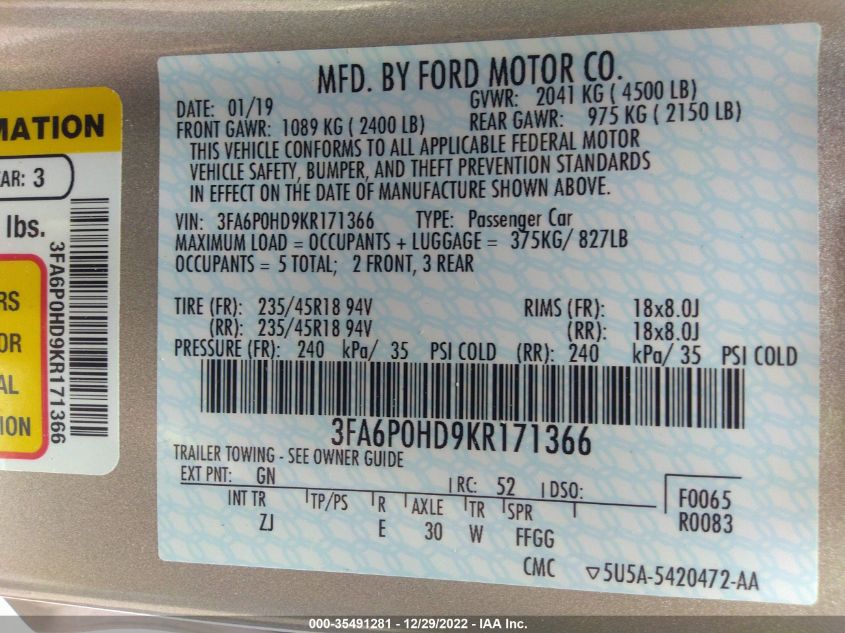 MATION
AR: 3
lbs.
RS
OR
AL
ION
3FA6P0HD9KR171366
MFD. BY FORD MOTOR CO.
DATE: 01/19 GVWR: 2041 KG ( 4500 LB)
FRONT GAWR: 1089 KG ( 2400 LB) REAR GAWR: 975 KG ( 2150 LB)
THIS VEHICLE CONFORMS TO ALL APPLICABLE FEDERAL MOTOR
VEHICLE SAFETY, BUMPER, AND THEFT PREVENTION STANDARDS
IN EFFECT ON THE DATE OF MANUFACTURE SHOWN ABOVE.
VIN: 3FA6P0HD9KR171366 TYPE: Passenger Car
MAXIMUM LOAD = OCCUPANTS + LUGGAGE = 375KG/ 827LB
OCCUPANTS = 5 TOTAL; 2 FRONT, 3 REAR
TIRE (FR): 235/45R18 94V RIMS (FR): 18x8.0J
(RR): 235/45R18 94V (RR): 18x8.0J
PRESSURE (FR): 240 kPa/ 35 PSI COLD (RR): 240 kPa/ 35 PSI COLD
3FA6P0HD9KR171366
TRAILER TOWING - SEE OWNER GUIDE
EXT PNT: GN RC: 52 DSO:
INT TR TP/PS R AXLE TR SPR
ZJ E 30 W FFGG
F0065
R0083
CMC ▽5U5A-5420472-AA
000-35491281 - 12/29/2022 - IAA Inc.